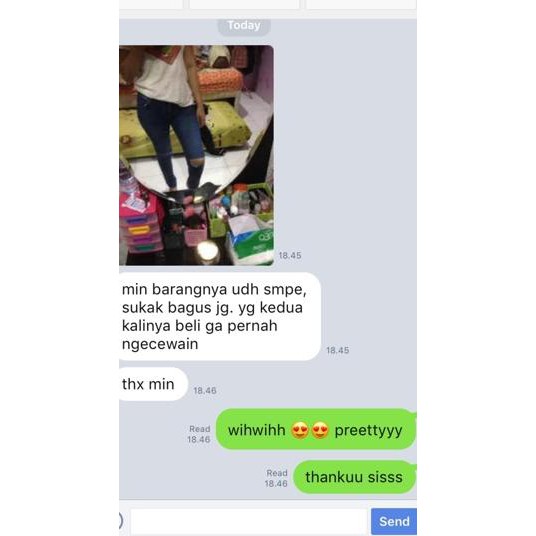 Today
18.45
min barangnya udh smpe,
sukak bagus jg. yg kedua
kalinya beli ga pernah
ngecewain
18.45
thx min
18.46
Read
18.46
wihwihh 😍😍 preettyyy
Read
18.46
thankuu sisss
Send